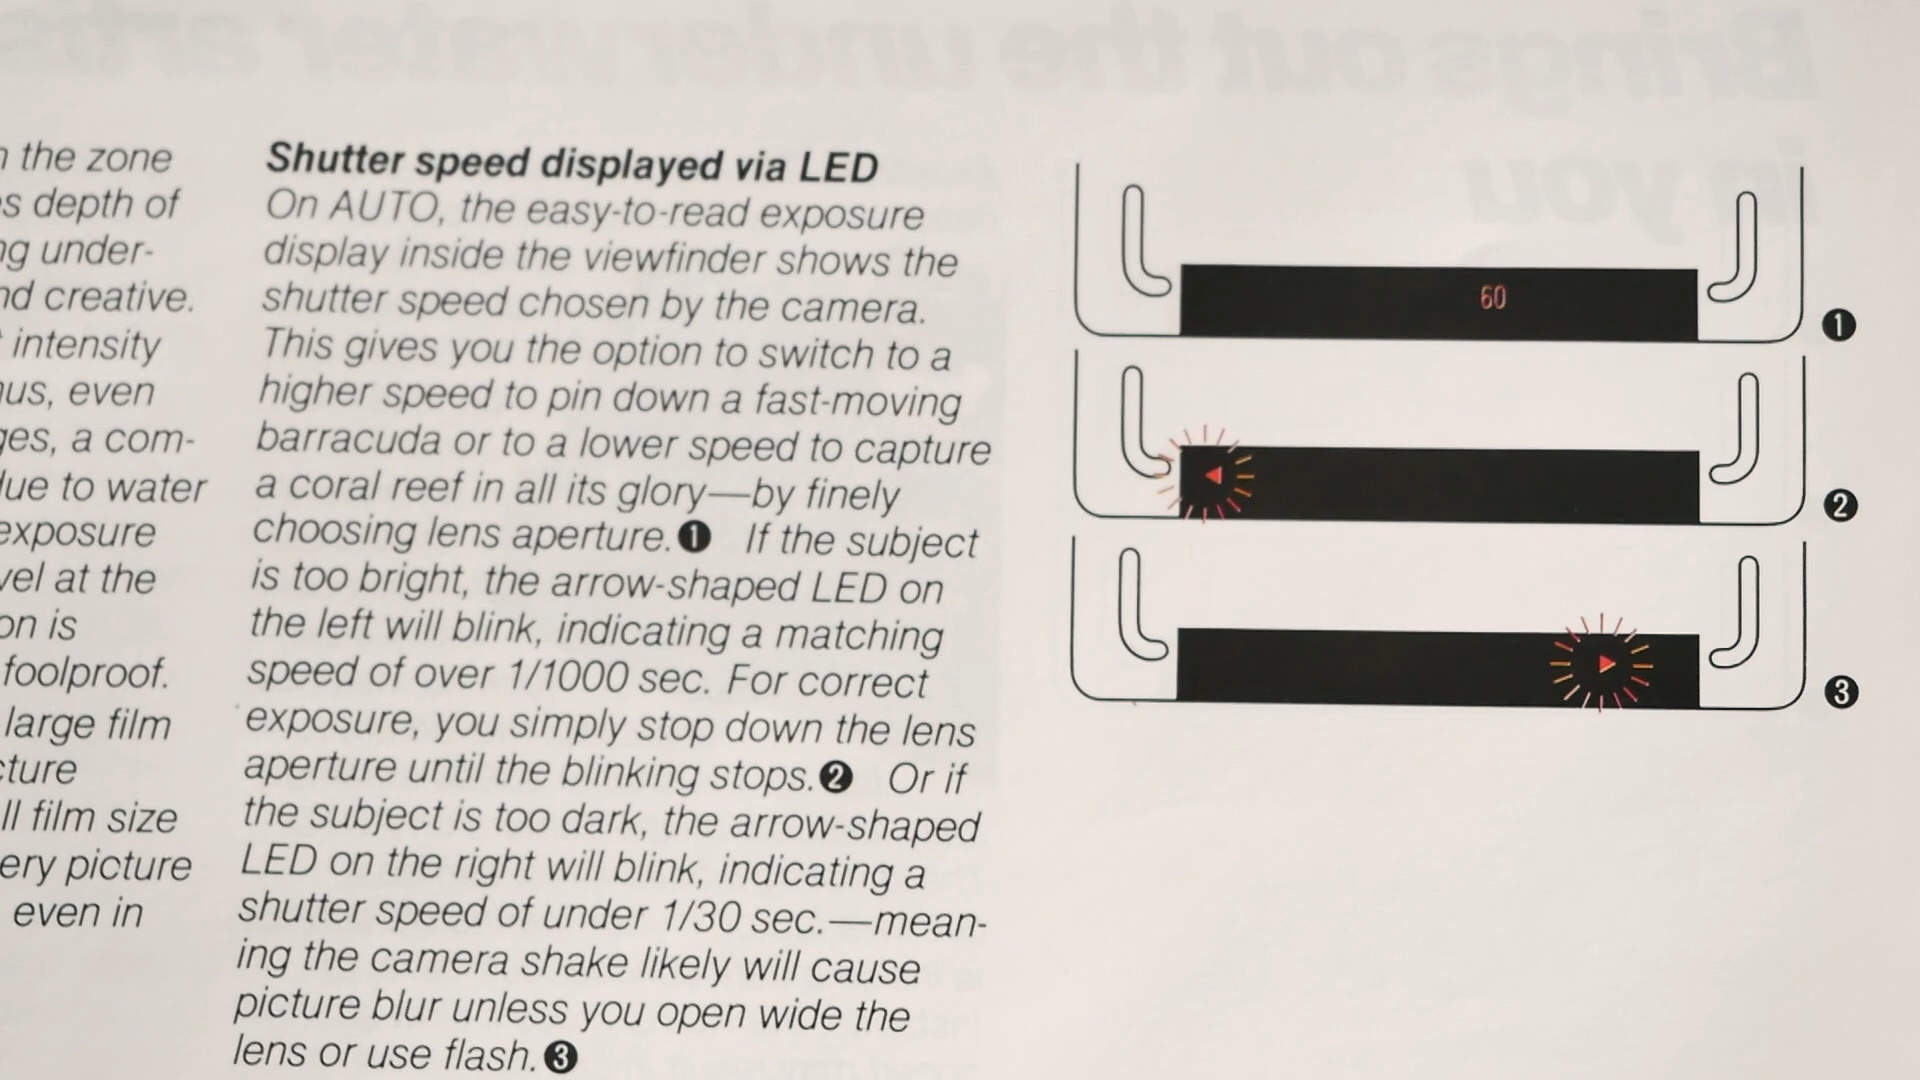 n the zone
s depth of
ng under-
nd creative.
intensity
us, even
ges, a com-
lue to water
exposure
vel at the
on is
foolproof.
large film
cture
ll film size
ery picture
even in
Shutter speed displayed via LED
On AUTO, the easy-to-read exposure
display inside the viewfinder shows the
shutter speed chosen by the camera.
This gives you the option to switch to a
higher speed to pin down a fast-moving
barracuda or to a lower speed to capture
a coral reef in all its glory—by finely
choosing lens aperture.❶ If the subject
is too bright, the arrow-shaped LED on
the left will blink, indicating a matching
speed of over 1/1000 sec. For correct
exposure, you simply stop down the lens
aperture until the blinking stops.❷ Or if
the subject is too dark, the arrow-shaped
LED on the right will blink, indicating a
shutter speed of under 1/30 sec.—mean-
ing the camera shake likely will cause
picture blur unless you open wide the
lens or use flash.❸
60
❶
❷
❸